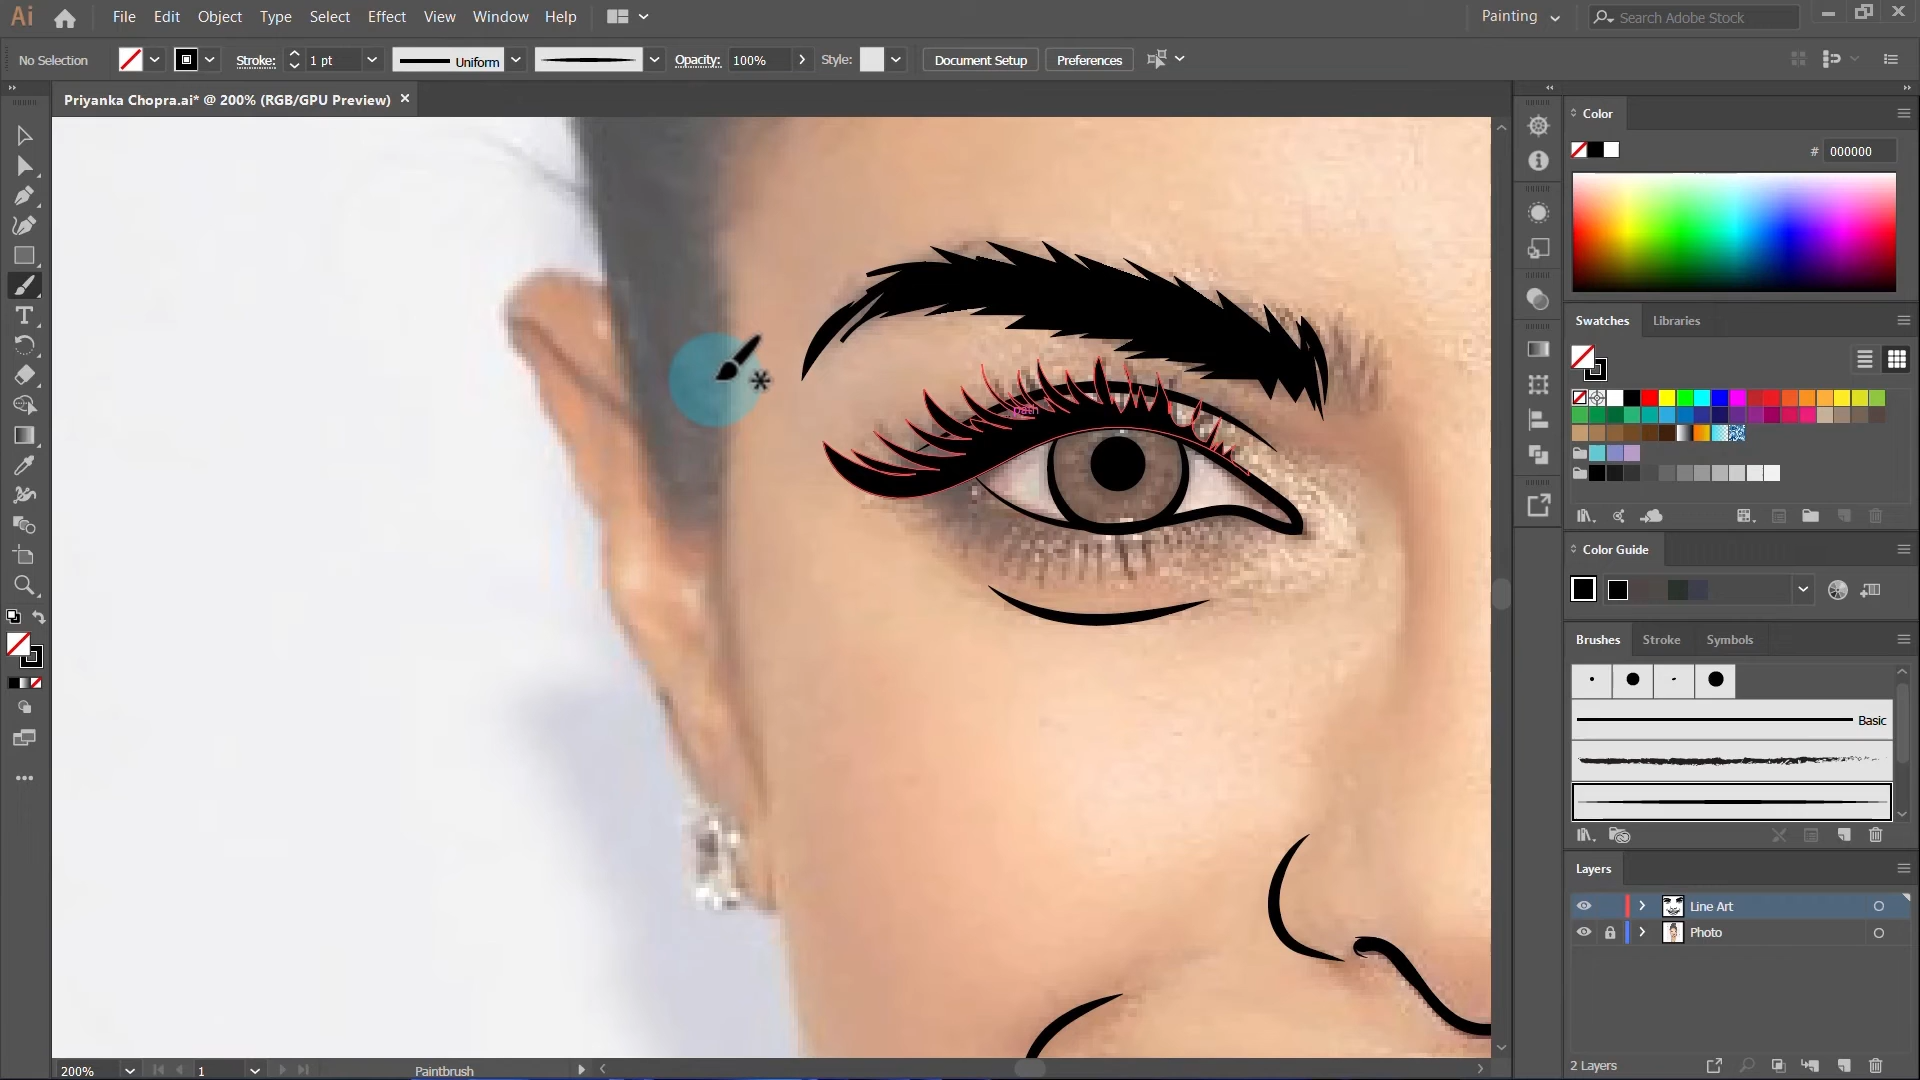 Ai File Edit Object Type Select Effect View Window Help Painting Search Adobe Stock
No Selection Stroke: 1 pt Uniform Opacity: 100% Style: Document Setup Preferences
Priyanka Chopra.ai* @ 200% (RGB/GPU Preview) ×
Color
# 000000
Swatches Libraries
path
Color Guide
Brushes Stroke Symbols
Basic
Layers
Line Art
Photo
2 Layers
200% 1 Paintbrush